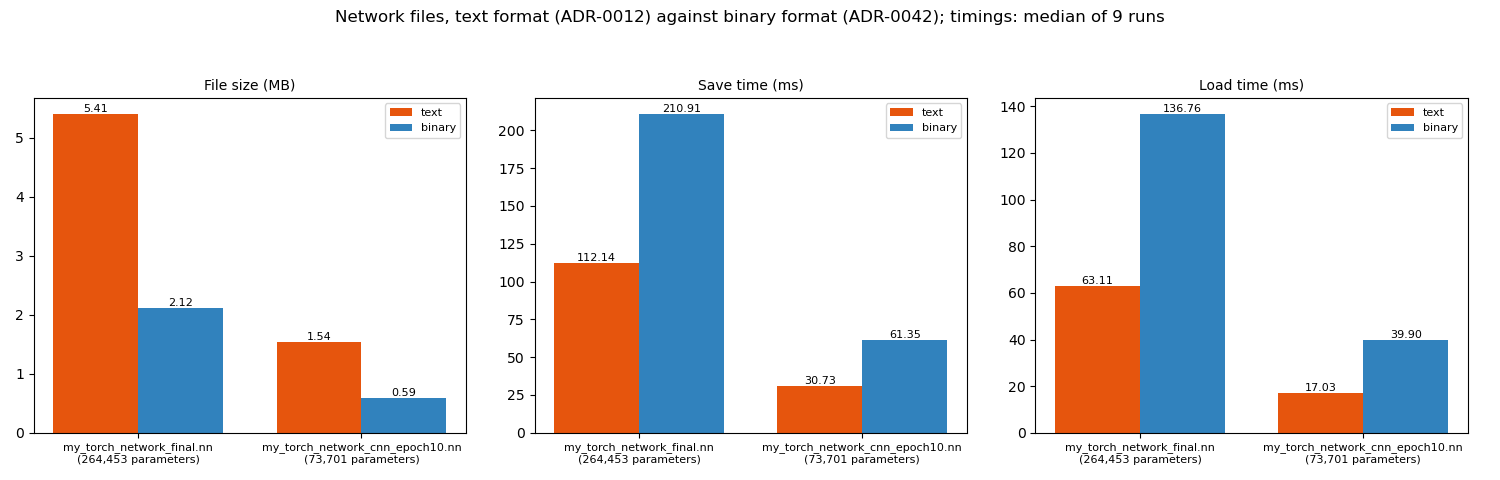 Network files, text format (ADR-0012) against binary format (ADR-0042); timings: median of 9 runs
File size (MB)
5.41
2.12
1.54
0.59
text
binary
5
4
3
2
1
0
my_torch_network_final.nn
(264,453 parameters)
my_torch_network_cnn_epoch10.nn
(73,701 parameters)
Save time (ms)
112.14
210.91
30.73
61.35
text
binary
200
175
150
125
100
75
50
25
0
my_torch_network_final.nn
(264,453 parameters)
my_torch_network_cnn_epoch10.nn
(73,701 parameters)
Load time (ms)
63.11
136.76
17.03
39.90
text
binary
140
120
100
80
60
40
20
0
my_torch_network_final.nn
(264,453 parameters)
my_torch_network_cnn_epoch10.nn
(73,701 parameters)